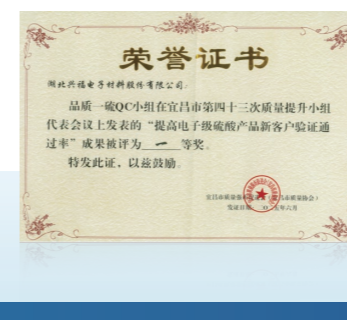 荣誉证书
湖北兴福电子材料股份有限公司：
品质一硫QC小组在宜昌市第四十三次质量提升小组
代表会议上发表的“提高电子级硫酸产品新客户验证通
过率”成果被评为 一 等奖。
特发此证，以兹鼓励。